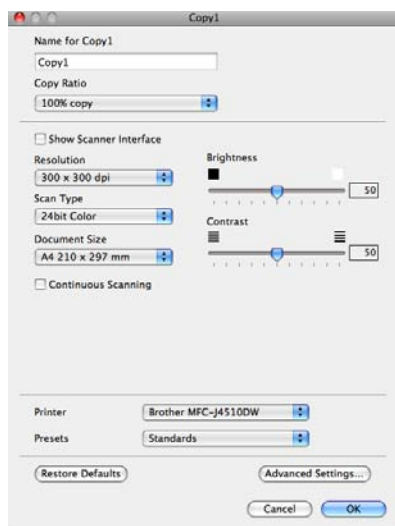 Copy1
Name for Copy1
Copy1
Copy Ratio
100% copy
Show Scanner Interface
Resolution
300 x 300 dpi
Scan Type
24bit Color
Document Size
A4 210 x 297 mm
Continuous Scanning
Brightness
50
Contrast
50
Printer
Brother MFC-J4510DW
Presets
Standards
Restore Defaults
Advanced Settings...
Cancel
OK